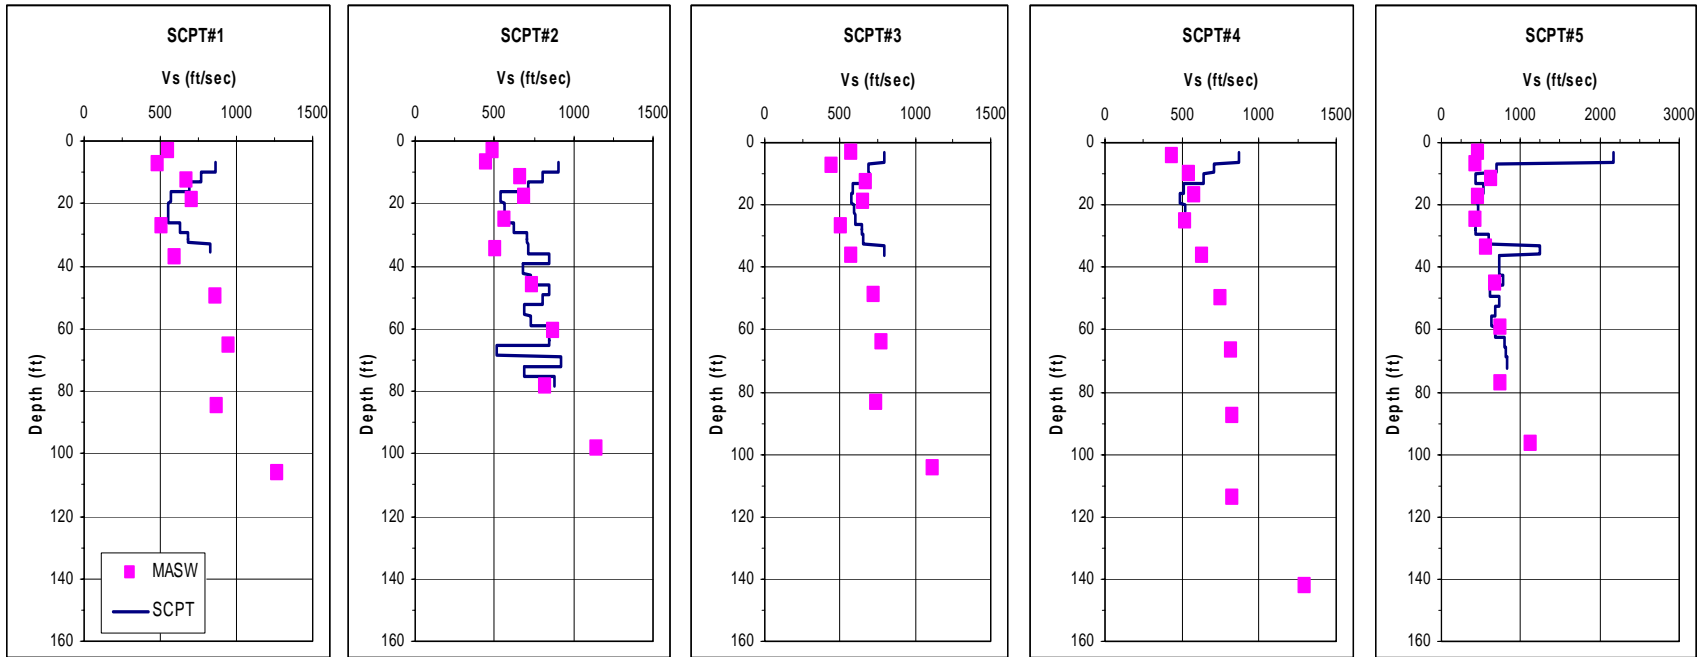 SCPT#1
Vs (ft/sec)
0 500 1000 1500
0
20
40
60
80
100
120
140
160
Depth (ft)
MASW
SCPT
SCPT#2
Vs (ft/sec)
0 500 1000 1500
0
20
40
60
80
100
120
140
160
Depth (ft)
SCPT#3
Vs (ft/sec)
0 500 1000 1500
0
20
40
60
80
100
120
140
160
Depth (ft)
SCPT#4
Vs (ft/sec)
0 500 1000 1500
0
20
40
60
80
100
120
140
160
Depth (ft)
SCPT#5
Vs (ft/sec)
0 1000 2000 3000
0
20
40
60
80
100
120
140
160
Depth (ft)